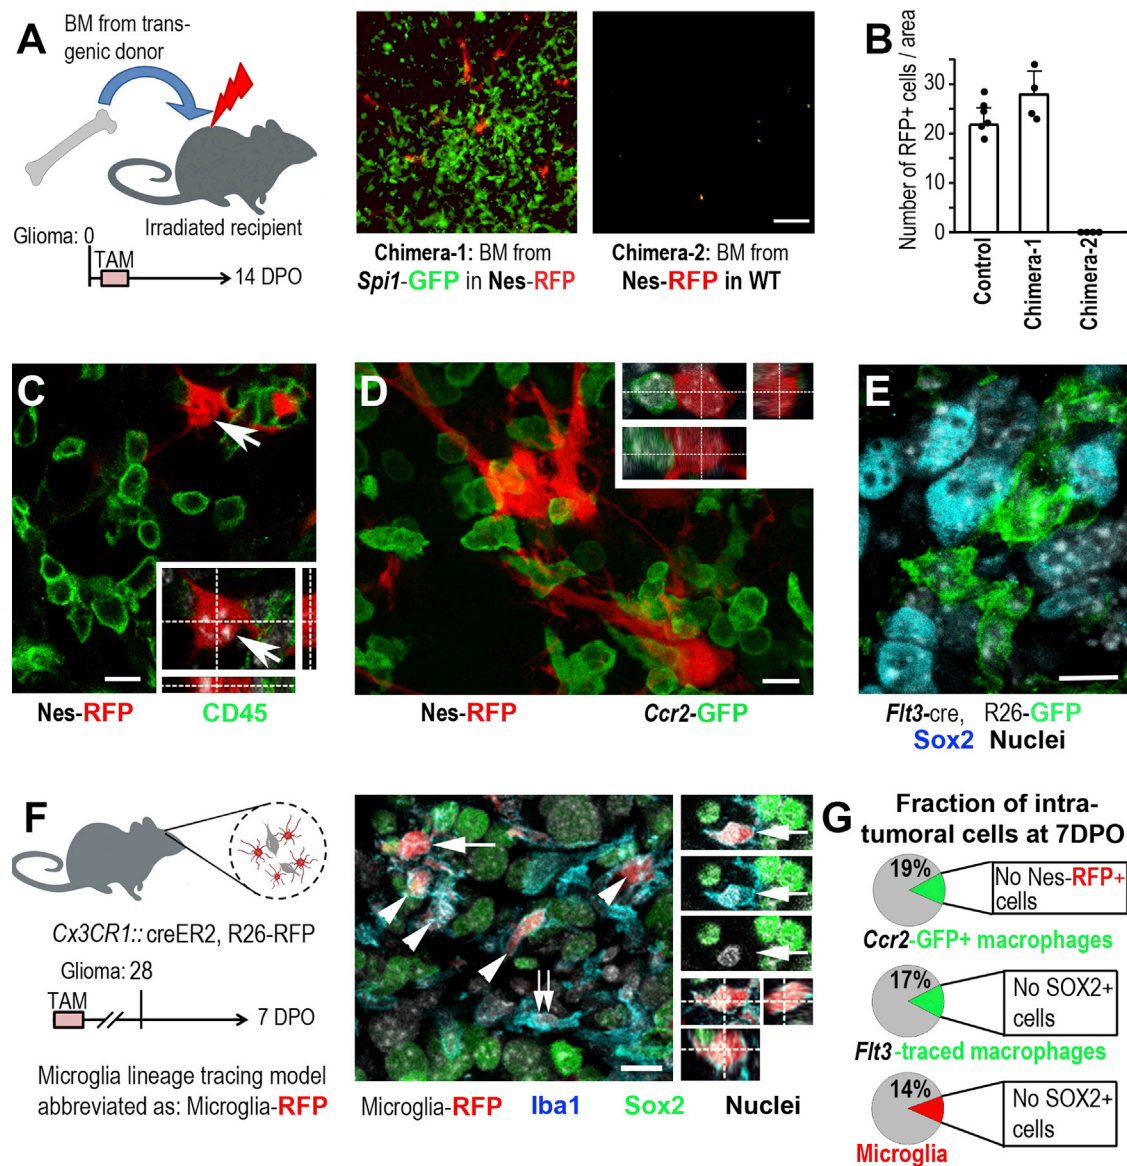 A
BM from trans-
genic donor
Irradiated recipient
Glioma: 0
TAM
14 DPO
Chimera-1: BM from
Spi1-GFP in Nes-RFP
Chimera-2: BM from
Nes-RFP in WT
B
Number of RFP+ cells / area
30
20
10
0
Control
Chimera-1
Chimera-2
C
Nes-RFP CD45
D
Nes-RFP Ccr2-GFP
E
Flt3-cre, R26-GFP
Sox2 Nuclei
F
Cx3CR1::creER2, R26-RFP
Glioma: 28
TAM
7 DPO
Microglia lineage tracing model
abbreviated as: Microglia-RFP
Microglia-RFP Iba1 Sox2 Nuclei
G
Fraction of intra-
tumoral cells at 7DPO
19%
No Nes-RFP+
cells
Ccr2-GFP+ macrophages
17%
No SOX2+
cells
Flt3-traced macrophages
14%
No SOX2+
cells
Microglia